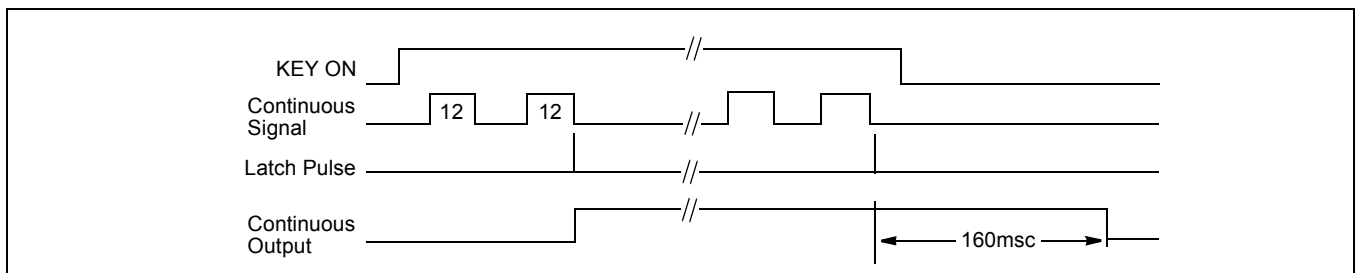 KEY ON
Continuous
Signal
12
12
Latch Pulse
Continuous
Output
160msc